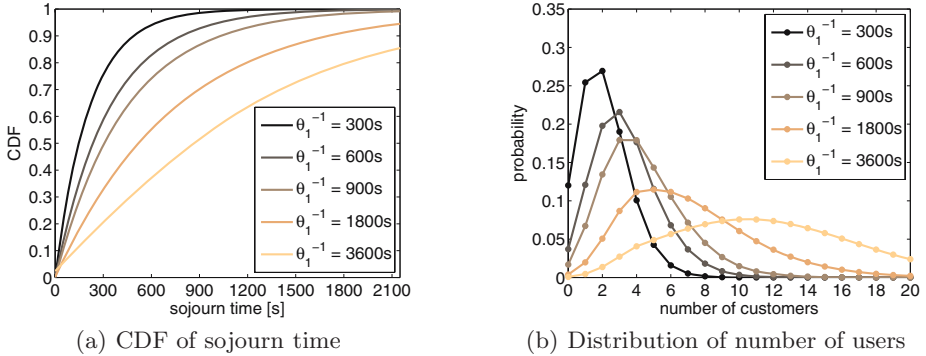 1
0.9
0.8
0.7
0.6
0.5
0.4
0.3
0.2
0.1
0
CDF
0 300 600 900 1200 1500 1800 2100
sojourn time [s]
θ₁⁻¹ = 300s
θ₁⁻¹ = 600s
θ₁⁻¹ = 900s
θ₁⁻¹ = 1800s
θ₁⁻¹ = 3600s
(a) CDF of sojourn time
0.35
0.3
0.25
0.2
0.15
0.1
0.05
0
probability
0 2 4 6 8 10 12 14 16 18 20
number of customers
θ₁⁻¹ = 300s
θ₁⁻¹ = 600s
θ₁⁻¹ = 900s
θ₁⁻¹ = 1800s
θ₁⁻¹ = 3600s
(b) Distribution of number of users